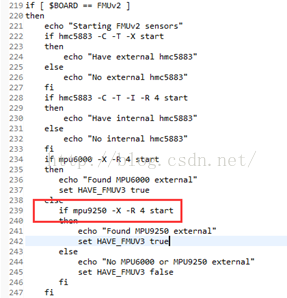 219 if [ $BOARD == FMUv2 ]
220 then
221 echo "Starting FMUv2 sensors"
222 if hmc5883 -C -T -X start
223 then
224 echo "Have external hmc5883"
225 else
226 echo "No external hmc5883"
227 fi
228 if hmc5883 -C -T -I -R 4 start
229 then
230 echo "Have internal hmc5883"
231 else
232 echo "No internal hmc5883"
233 fi
234 if mpu6000 -X -R 4 start
235 then
236 echo "Found MPU6000 external"
237 set HAVE_FMUV3 true
238 else
239 if mpu9250 -X -R 4 start
240 then
241 echo "Found MPU9250 external"
242 set HAVE_FMUV3 true
243 else
244 echo "No MPU6000 or MPU9250 external"
245 set HAVE_FMUV3 false
246 fi
247 fi
http://blog.csdn.net/